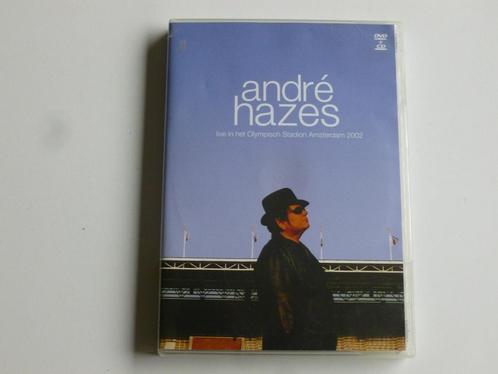 DVD
+
CD
andré
hazes
live in het Olympisch Stadion Amsterdam 2002